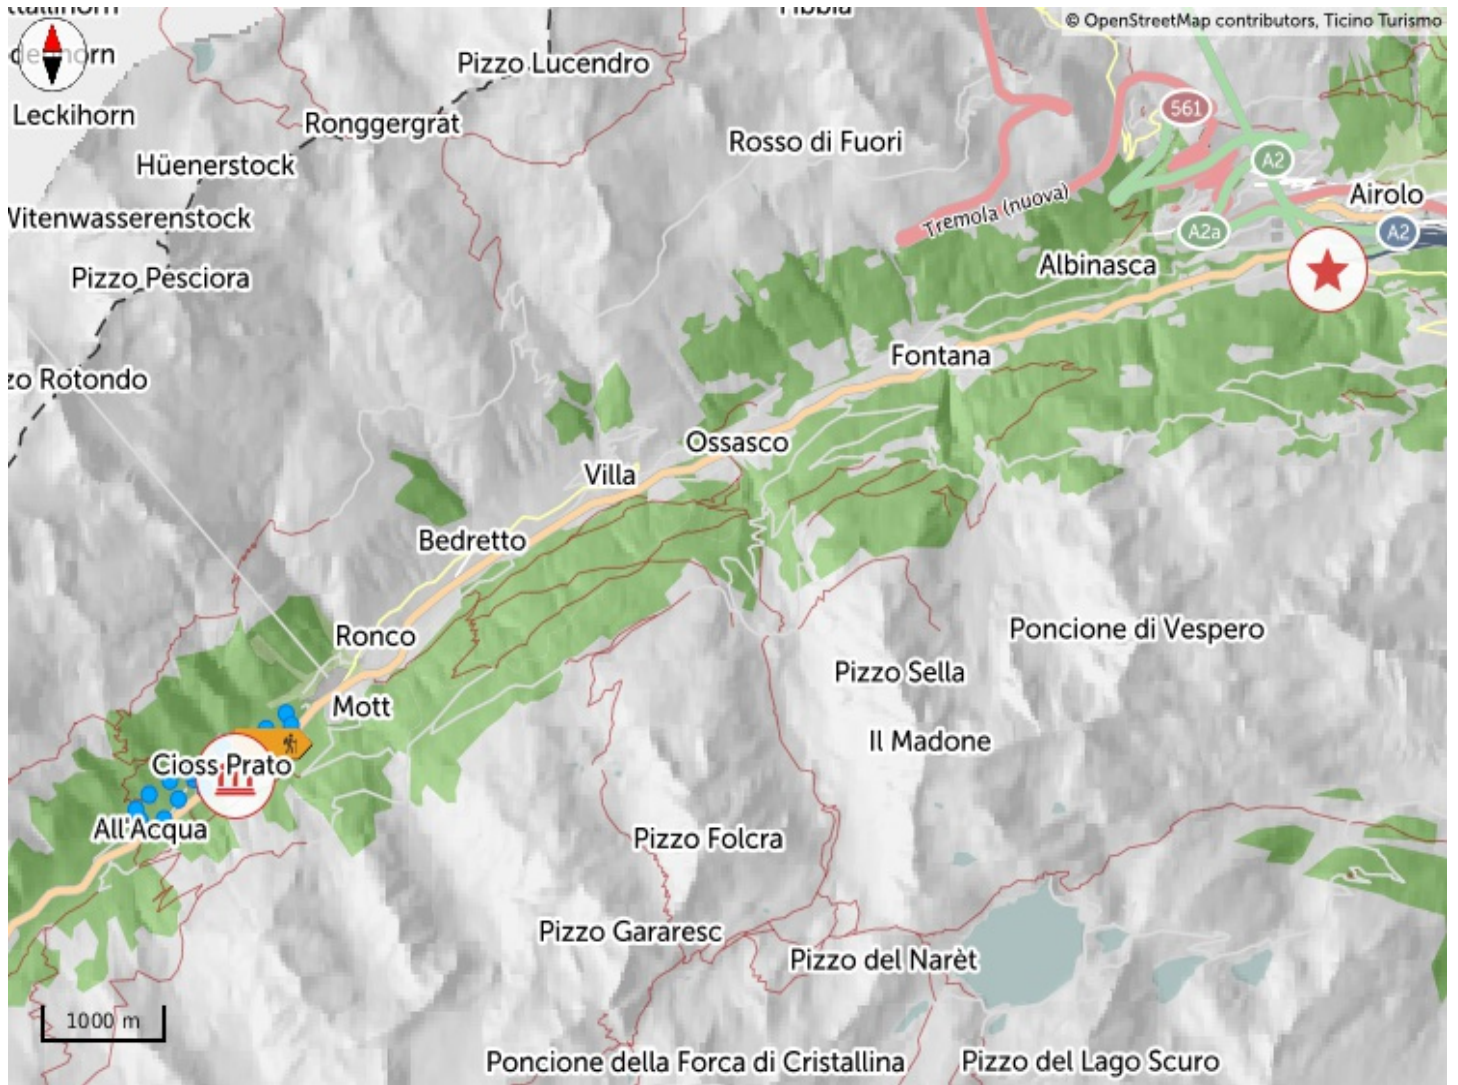 © OpenStreetMap contributors, Ticino Turismo
Pizzo Lucendro
Leckihorn
Ronggergrat
561
Rosso di Fuori
Hüenerstock
A2
Airolo
Tremola (nuova)
A2a
A2
Pizzo Pesciora
Albinasca
Fontana
Ossasco
Villa
Bedretto
Ronco
Poncione di Vespero
Pizzo Sella
Mott
Il Madone
Cioss Prato
All'Acqua
Pizzo Folcra
Pizzo Gararesc
Pizzo del Narèt
1000 m
Poncione della Forca di Cristallina
Pizzo del Lago Scuro